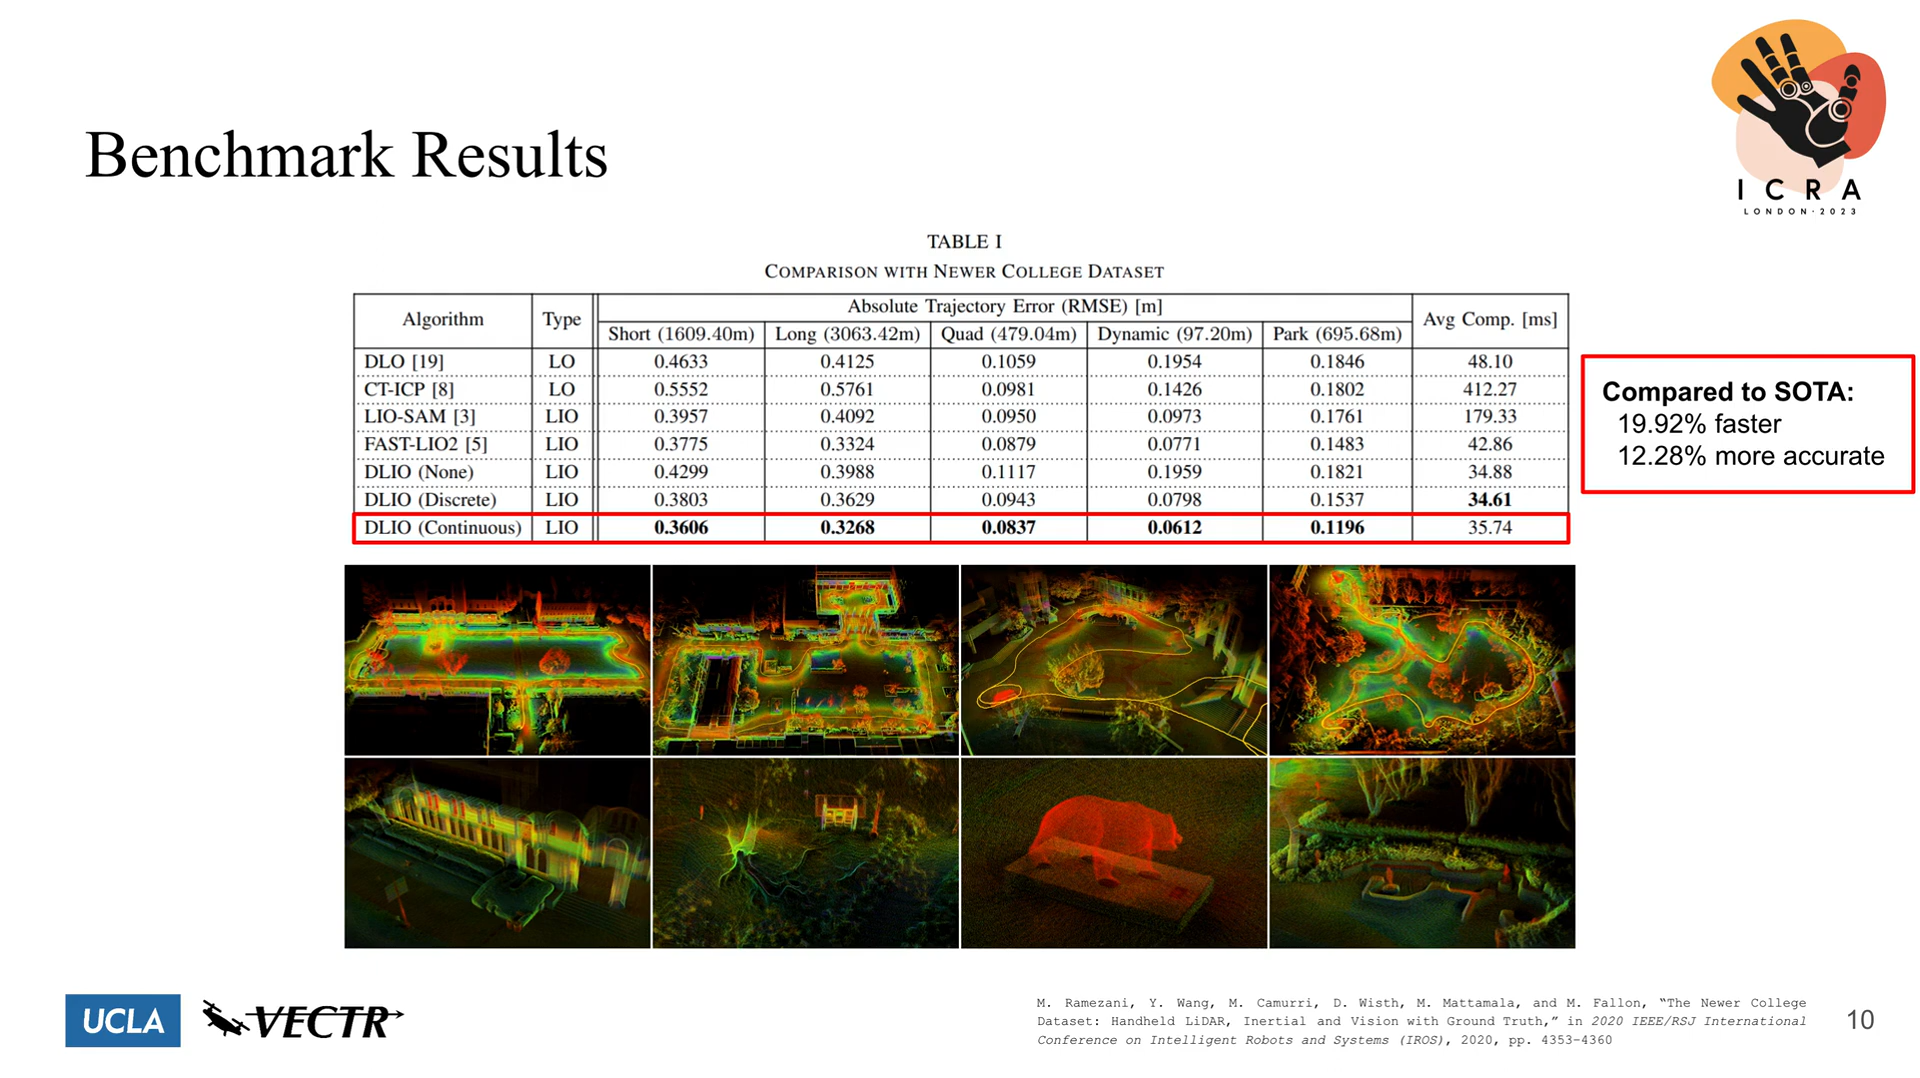 I C R A
LONDON·2023
Benchmark Results
TABLE I
COMPARISON WITH NEWER COLLEGE DATASET
Algorithm Type Absolute Trajectory Error (RMSE) [m] Avg Comp. [ms]
Short (1609.40m) Long (3063.42m) Quad (479.04m) Dynamic (97.20m) Park (695.68m)
DLO [19] LO 0.4633 0.4125 0.1059 0.1954 0.1846 48.10
CT-ICP [8] LO 0.5552 0.5761 0.0981 0.1426 0.1802 412.27
LIO-SAM [3] LIO 0.3957 0.4092 0.0950 0.0973 0.1761 179.33
FAST-LIO2 [5] LIO 0.3775 0.3324 0.0879 0.0771 0.1483 42.86
DLIO (None) LIO 0.4299 0.3988 0.1117 0.1959 0.1821 34.88
DLIO (Discrete) LIO 0.3803 0.3629 0.0943 0.0798 0.1537 34.61
DLIO (Continuous) LIO 0.3606 0.3268 0.0837 0.0612 0.1196 35.74
Compared to SOTA:
19.92% faster
12.28% more accurate
UCLA
VECTR
M. Ramezani, Y. Wang, M. Camurri, D. Wisth, M. Mattamala, and M. Fallon, “The Newer College
Dataset: Handheld LiDAR, Inertial and Vision with Ground Truth,” in 2020 IEEE/RSJ International
Conference on Intelligent Robots and Systems (IROS), 2020, pp. 4353–4360
10